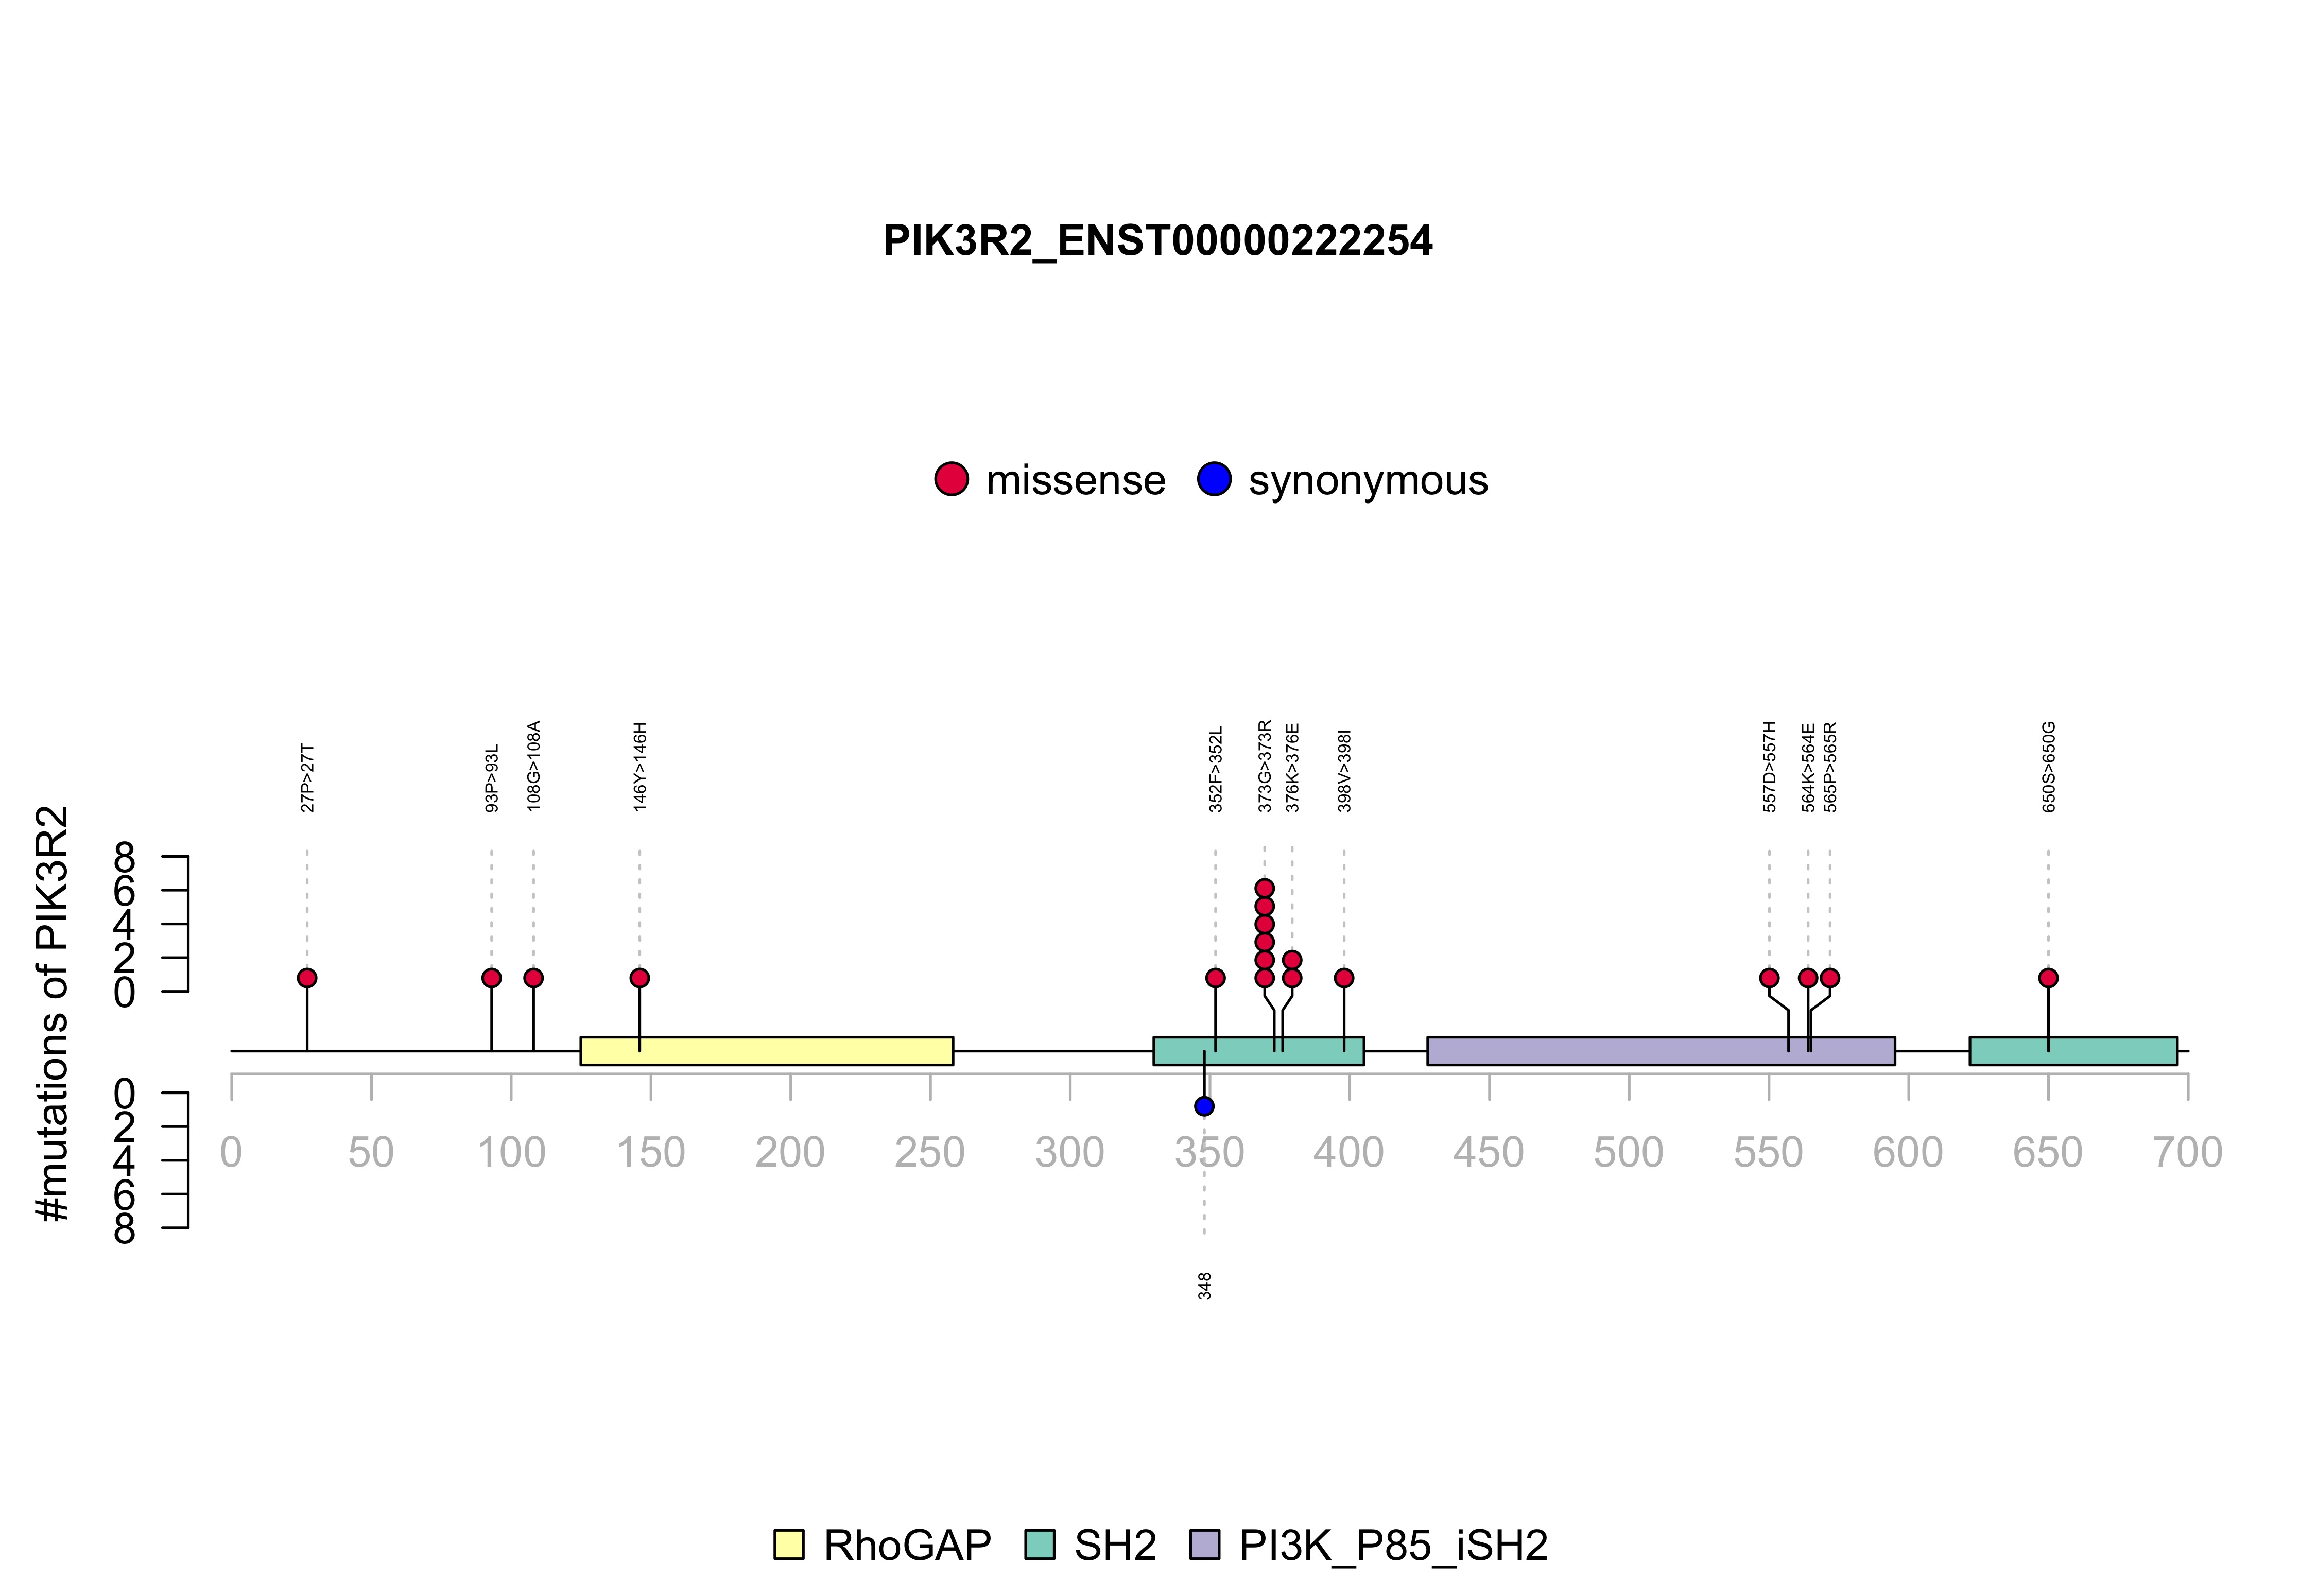 PIK3R2_ENST00000222254
missense synonymous
27P>27T
93P>93L
108G>108A
146Y>146H
352F>352L
373G>373R
376K>376E
398V>398I
557D>557H
564K>564E
565P>565R
650S>650G
#mutations of PIK3R2
8
6
4
2
0
0
2
4
6
8
0 50 100 150 200 250 300 350 400 450 500 550 600 650 700
348
RhoGAP SH2 PI3K_P85_iSH2